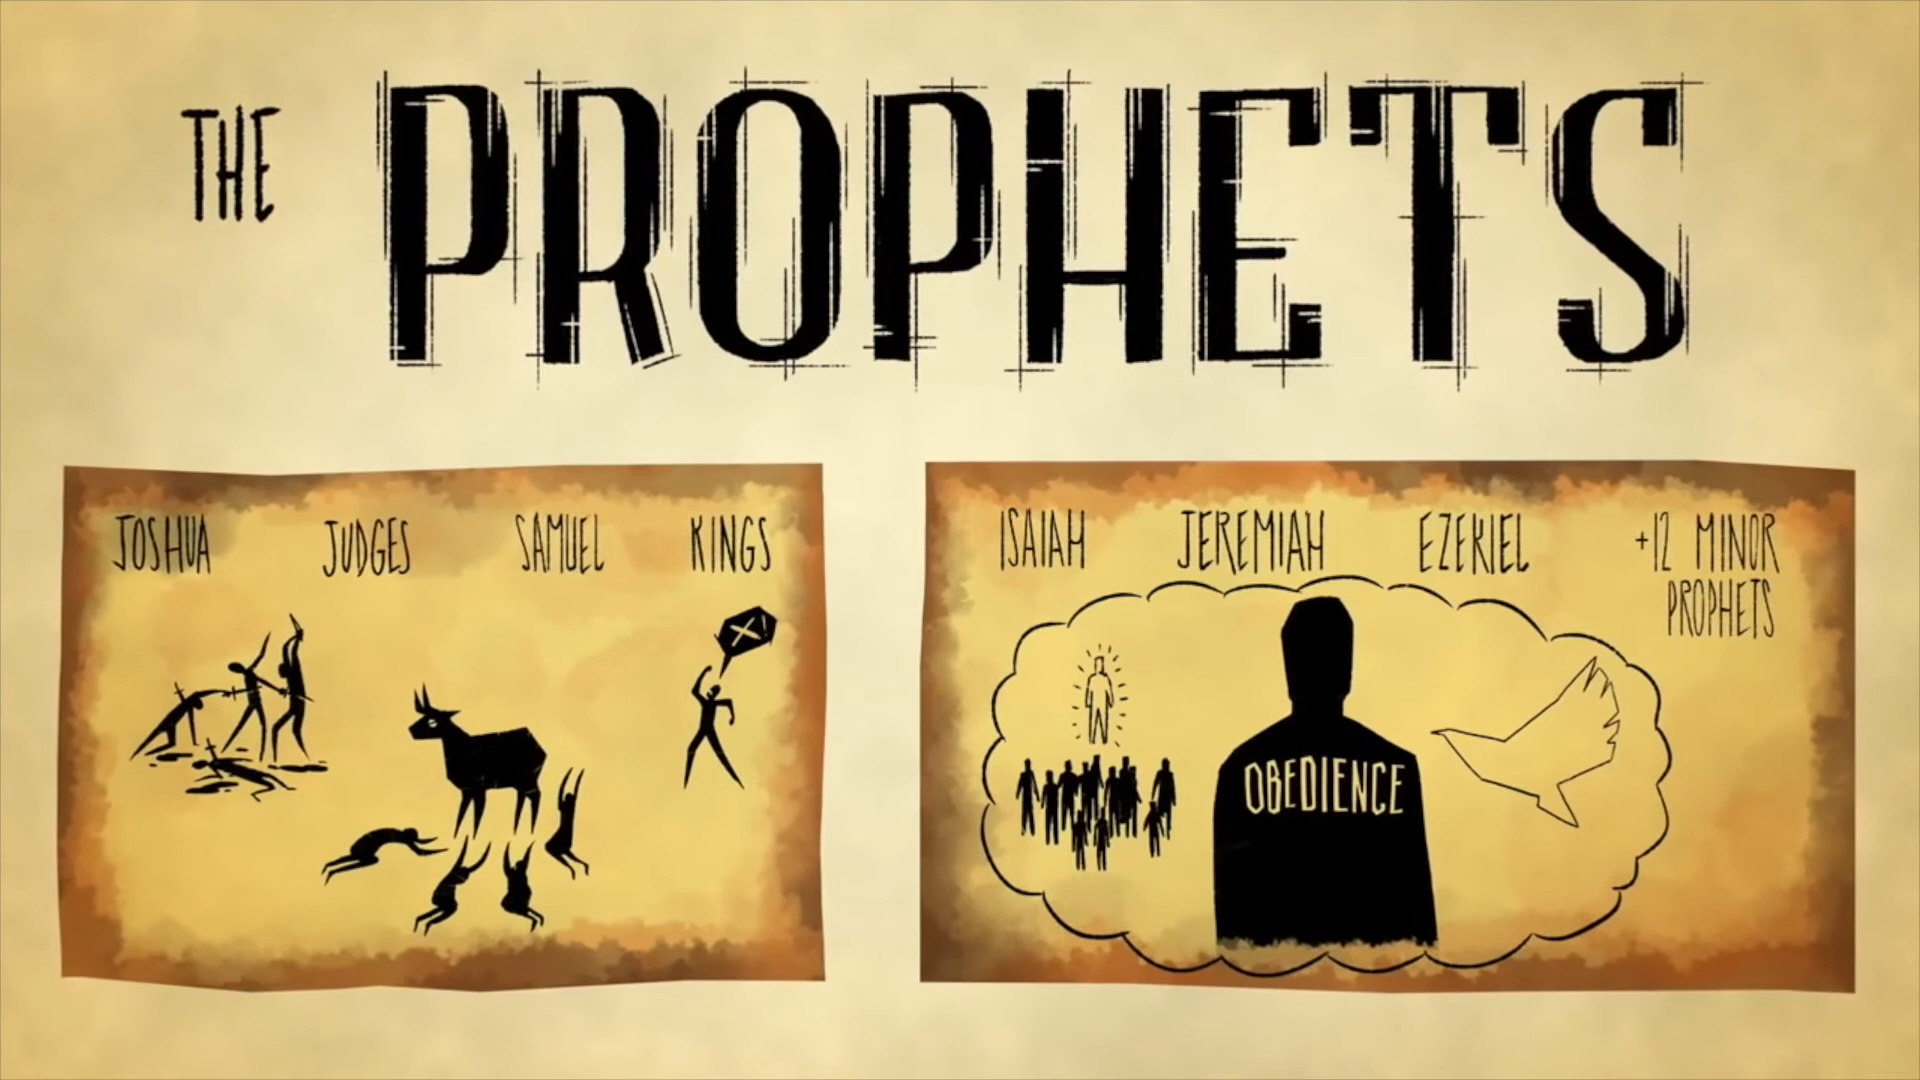 THE PROPHETS
JOSHUA JUDGES SAMUEL KINGS
ISAIAH JEREMIAH EZEKIEL +12 MINOR
PROPHETS
OBEDIENCE